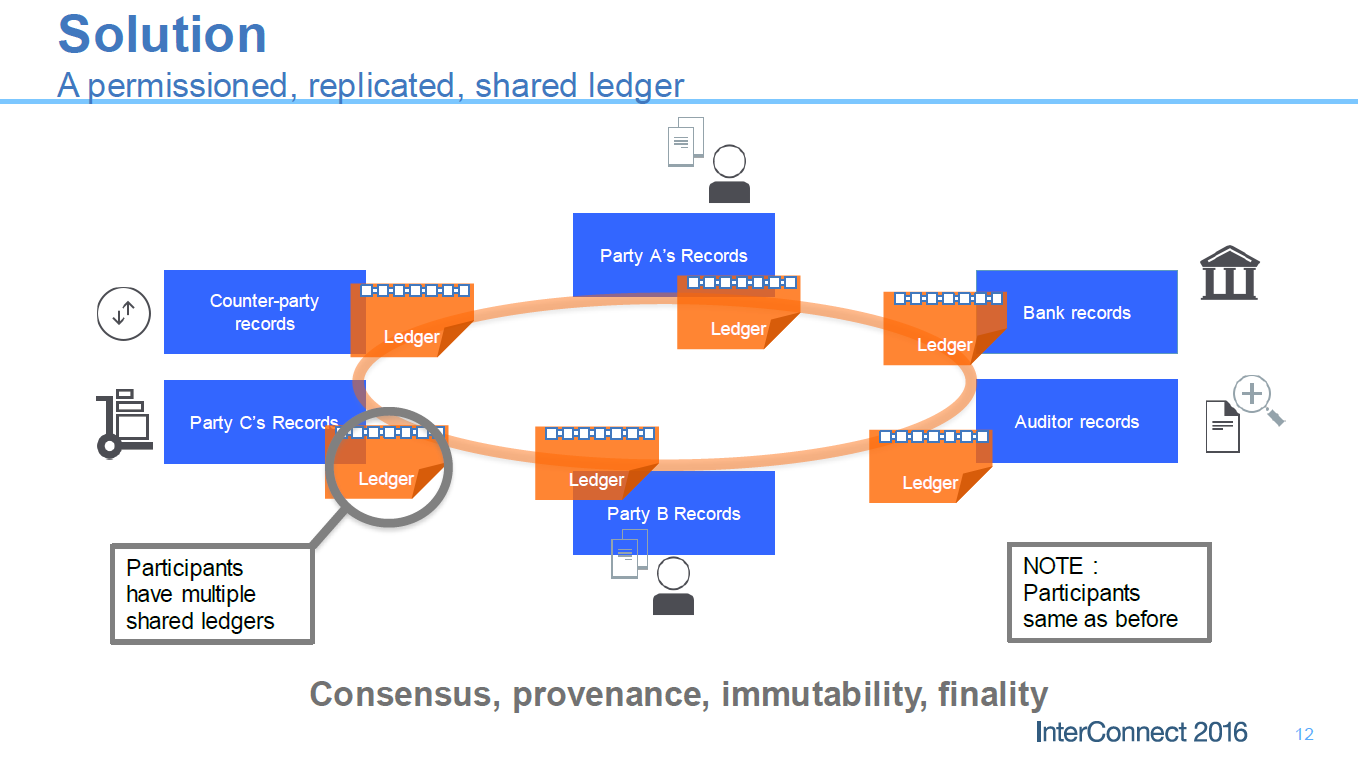 Solution
A permissioned, replicated, shared ledger
Party A’s Records
Counter-party
records
Ledger
Ledger
Ledger
Bank records
Party C’s Records
Auditor records
Ledger
Ledger
Ledger
Party B Records
Participants
have multiple
shared ledgers
NOTE :
Participants
same as before
Consensus, provenance, immutability, finality
InterConnect 2016
12